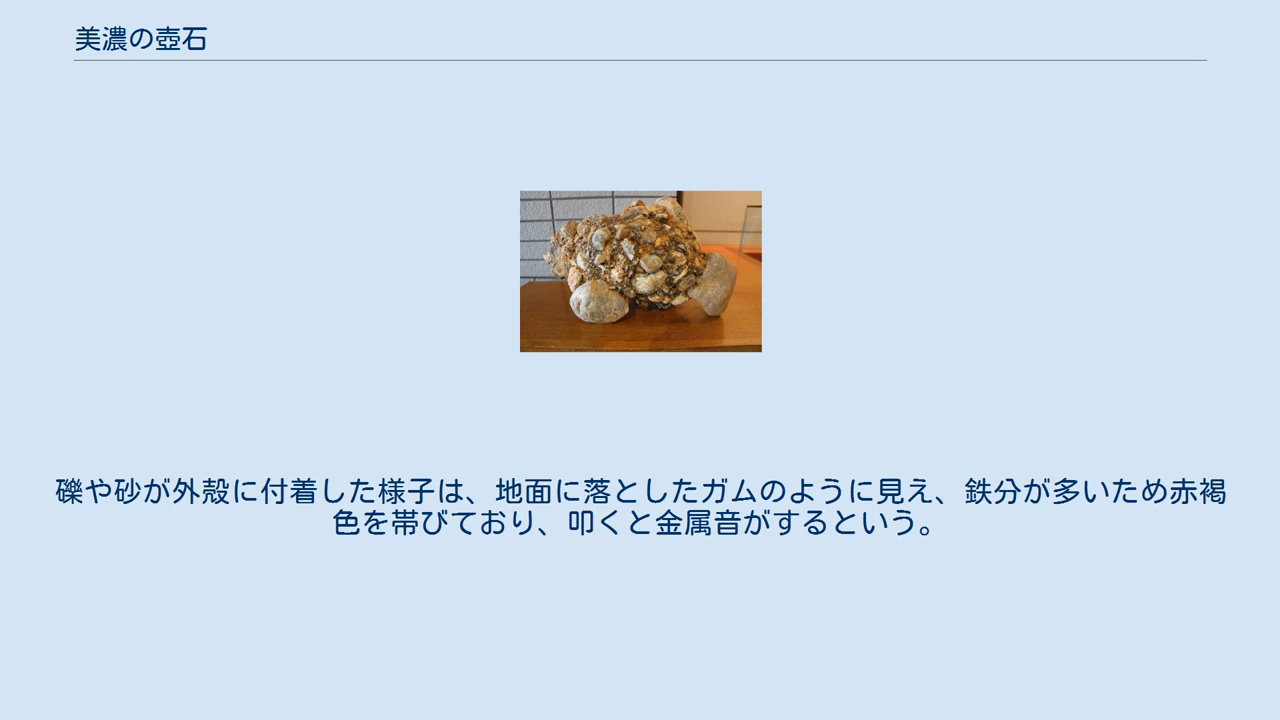 美濃の壺石
礫や砂が外殻に付着した様子は、地面に落としたガムのように見え、鉄分が多いため赤褐
色を帯びており、叩くと金属音がするという。